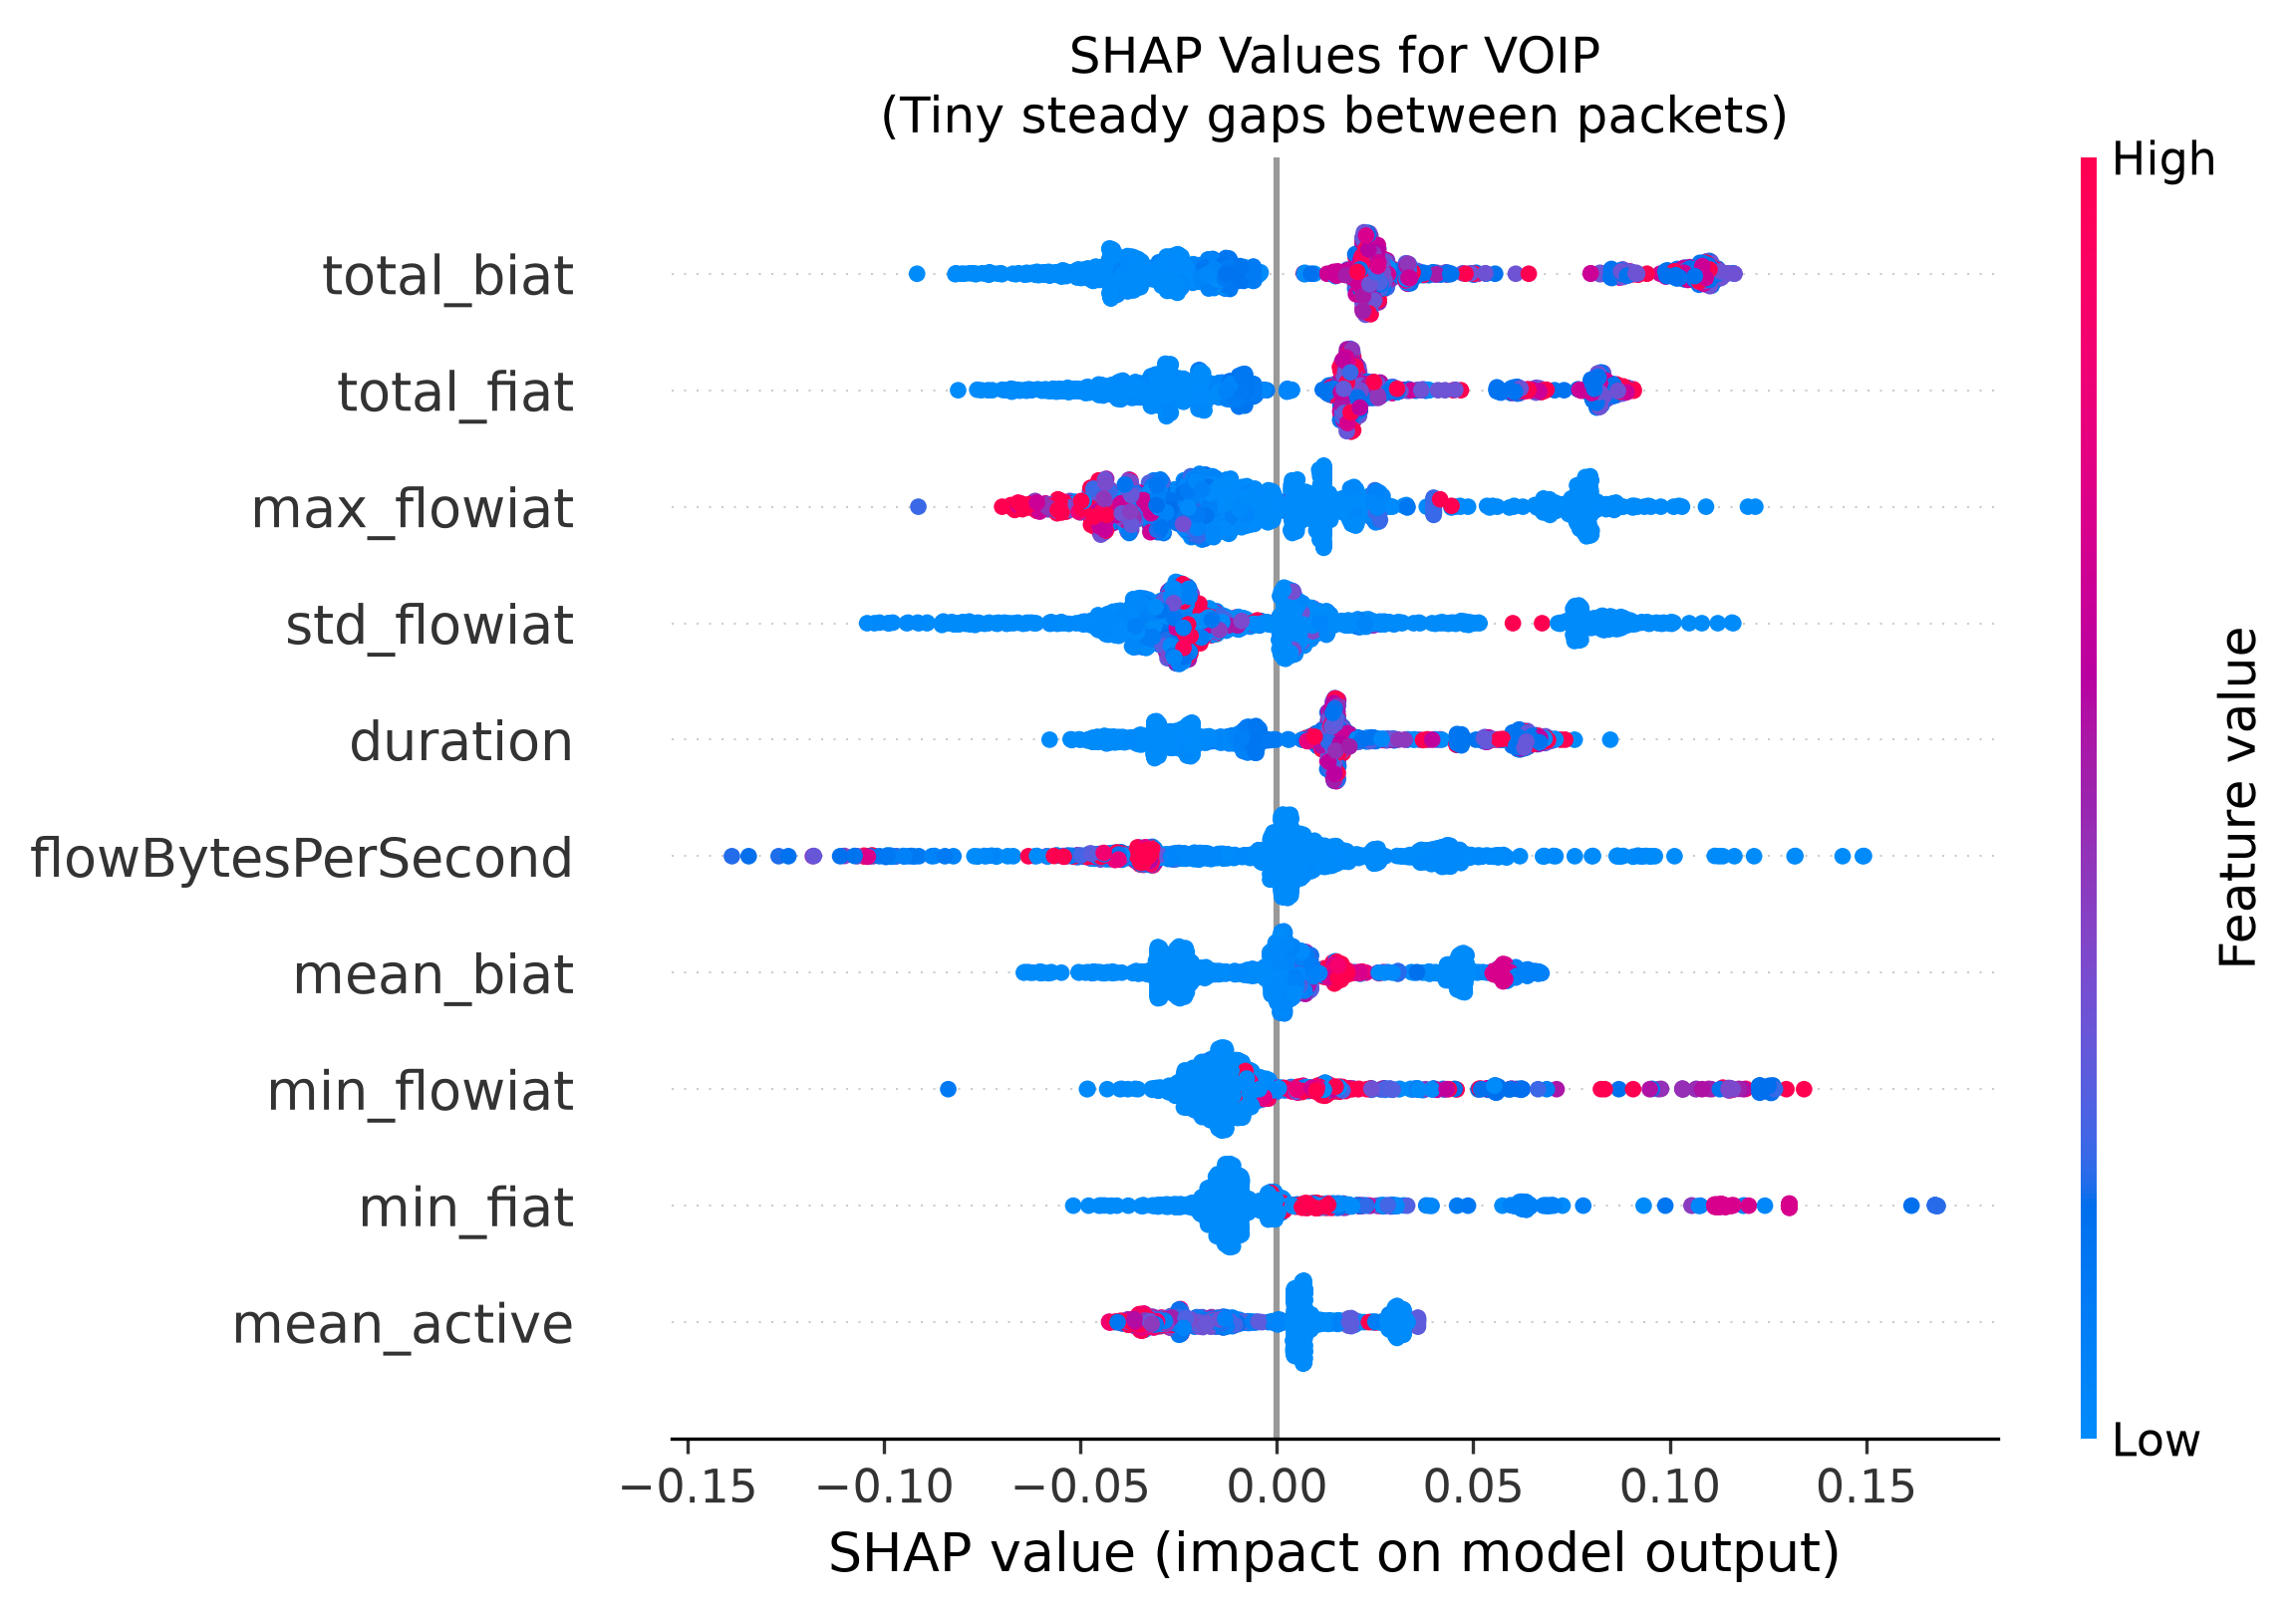 SHAP Values for VOIP
(Tiny steady gaps between packets)
High
total_biat
total_fiat
max_flowiat
std_flowiat
duration
flowBytesPerSecond
mean_biat
min_flowiat
min_fiat
mean_active
Feature value
Low
−0.15 −0.10 −0.05 0.00 0.05 0.10 0.15
SHAP value (impact on model output)